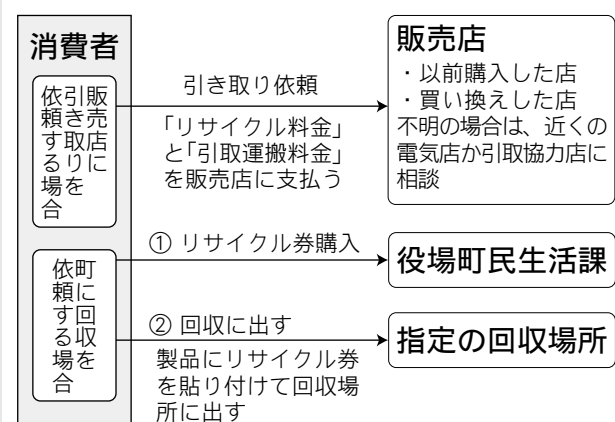 消費者
販売店に
引き取りを
依頼する場
合
引き取り依頼
「リサイクル料金」
と「引取運搬料金」
を販売店に支払う
販売店
・以前購入した店
・買い換えした店
不明の場合は、近くの
電気店か引取協力店に
相談
町に回収を
依頼する場
合
① リサイクル券購入
役場町民生活課
② 回収に出す
製品にリサイクル券
を貼り付けて回収場
所に出す
指定の回収場所